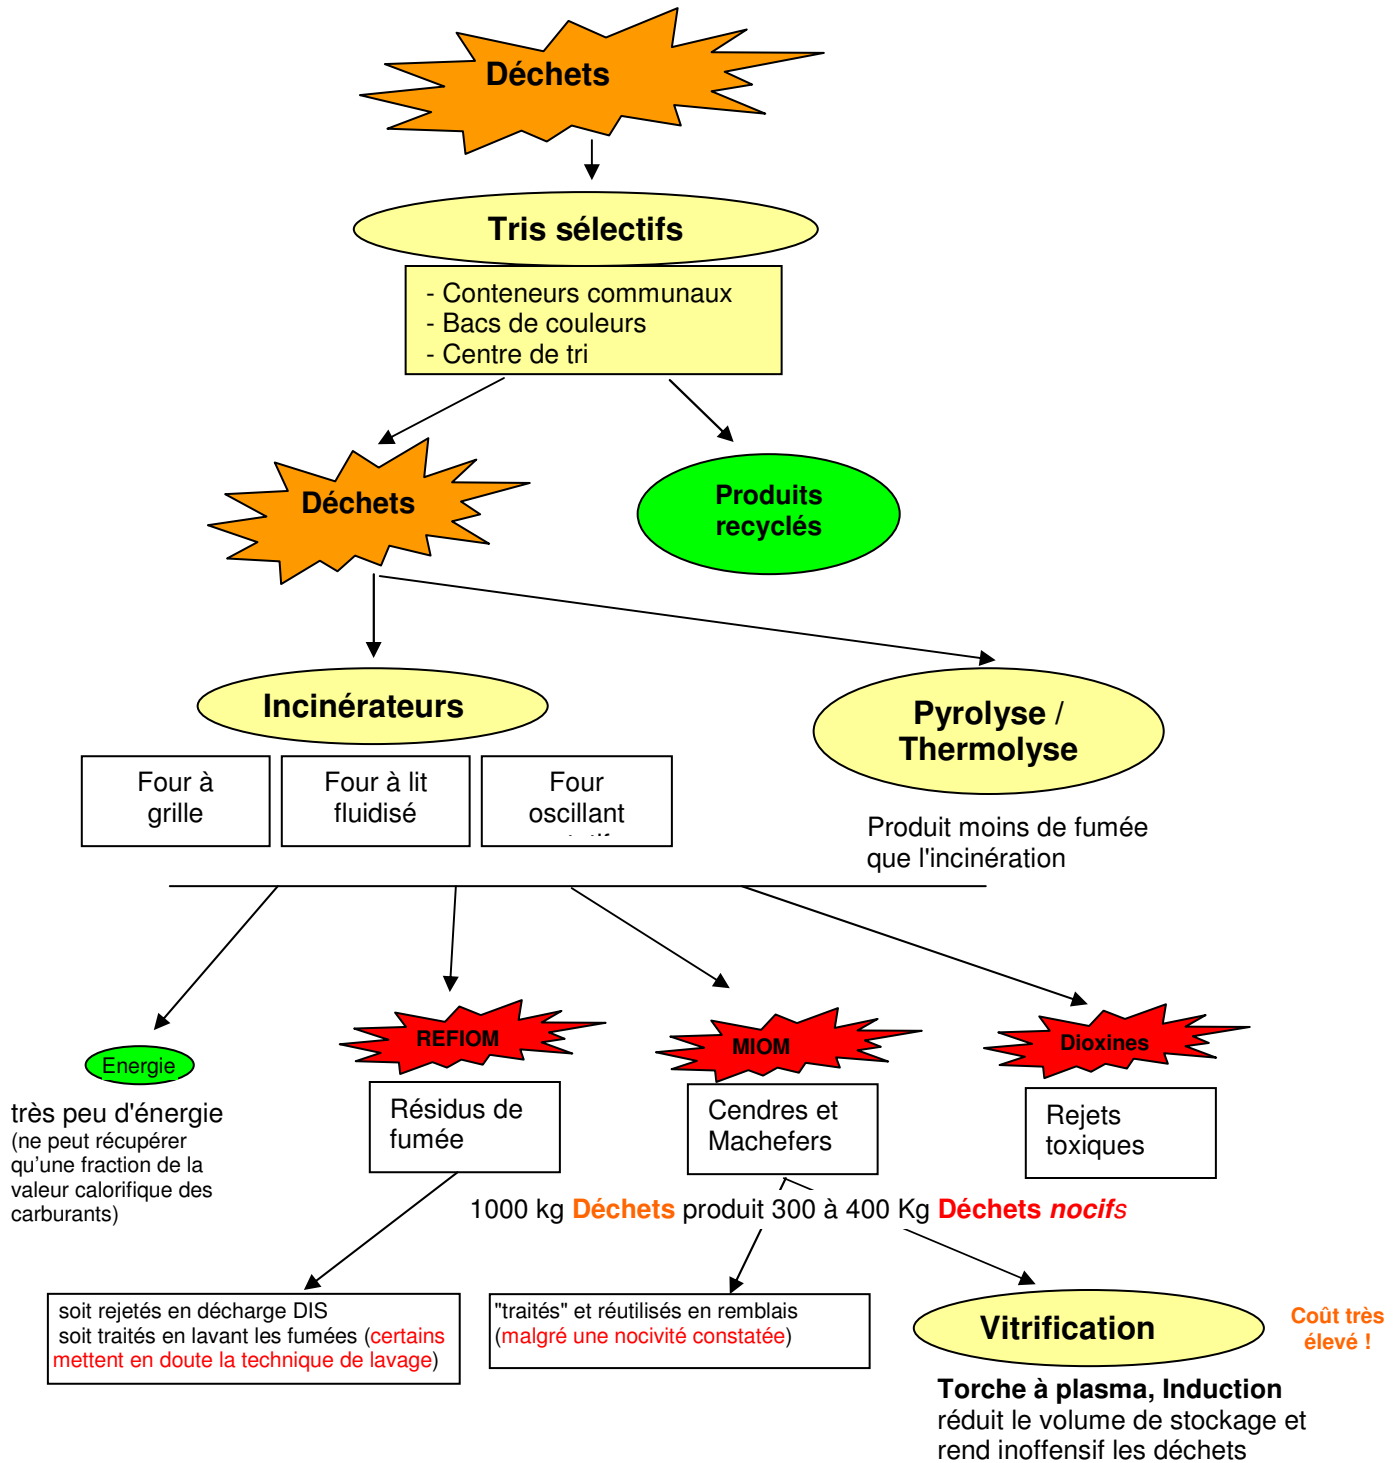 Déchets
Tris sélectifs
- Conteneurs communaux
- Bacs de couleurs
- Centre de tri
Déchets
Produits
recyclés
Incinérateurs
Pyrolyse /
Thermolyse
Four à
grille
Four à lit
fluidisé
Four
oscillant
Produit moins de fumée
que l'incinération
Energie
REFIOM
MIOM
Dioxines
très peu d'énergie
(ne peut récupérer
qu'une fraction de la
valeur calorifique des
carburants)
Résidus de
fumée
Cendres et
Machefers
Rejets
toxiques
1000 kg Déchets produit 300 à 400 Kg Déchets nocifs
soit rejetés en décharge DIS
soit traités en lavant les fumées (certains
mettent en doute la technique de lavage)
"traités" et réutilisés en remblais
(malgré une nocivité constatée)
Vitrification
Coût très
élevé !
Torche à plasma, Induction
réduit le volume de stockage et
rend inoffensif les déchets